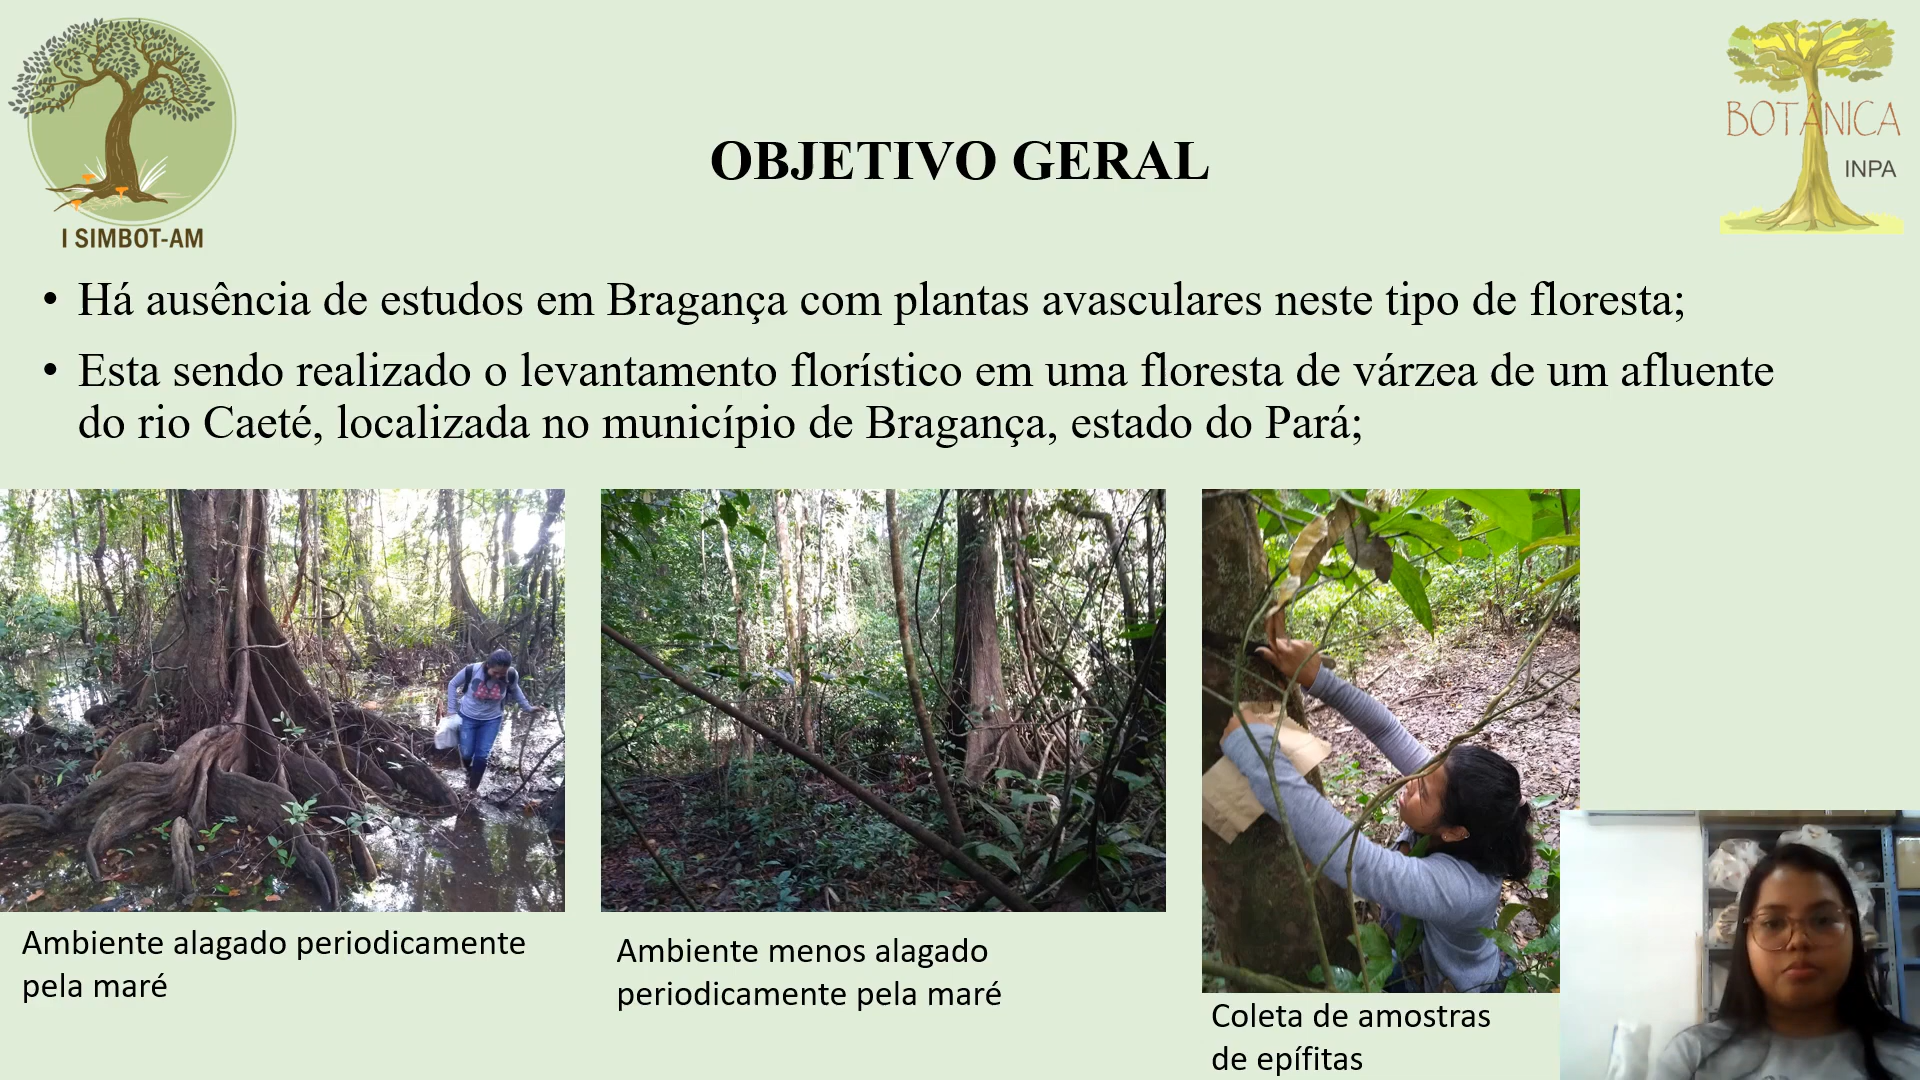 I SIMBOT-AM
BOTÂNICA
INPA
OBJETIVO GERAL
• Há ausência de estudos em Bragança com plantas avasculares neste tipo de floresta;
• Esta sendo realizado o levantamento florístico em uma floresta de várzea de um afluente
do rio Caeté, localizada no município de Bragança, estado do Pará;
Ambiente alagado periodicamente
pela maré
Ambiente menos alagado
periodicamente pela maré
Coleta de amostras
de epífitas